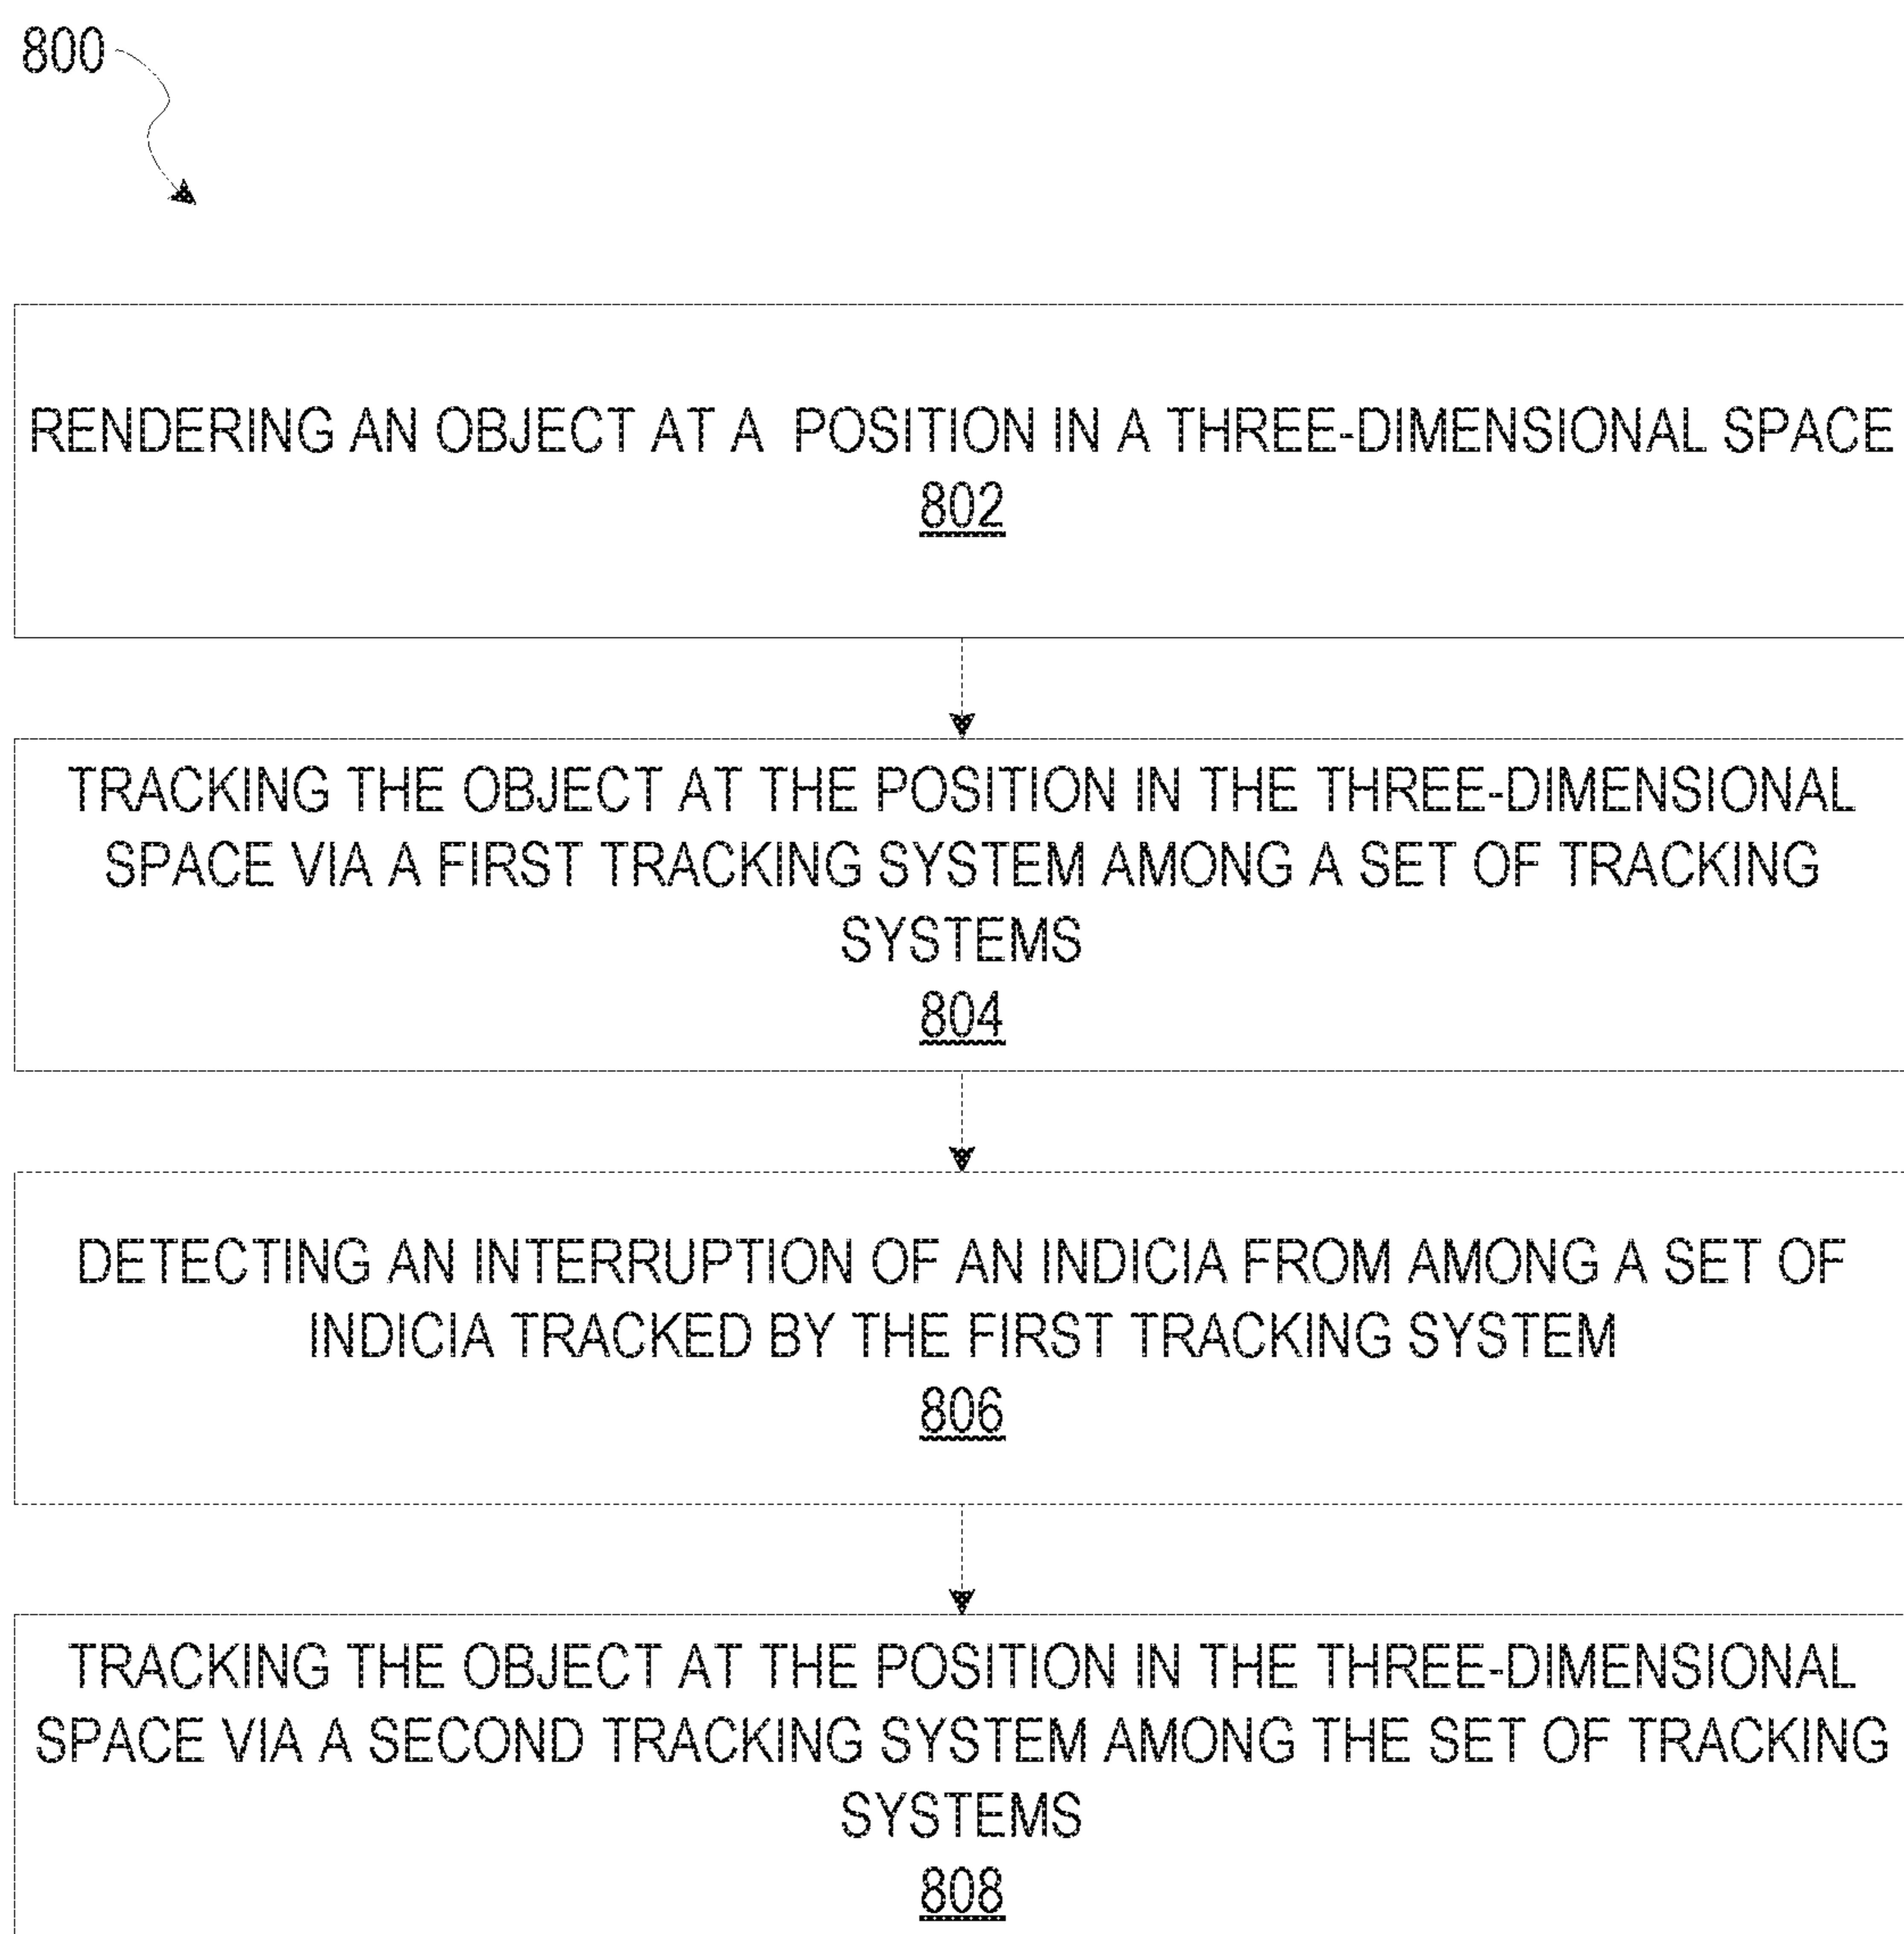 800
RENDERING AN OBJECT AT A POSITION IN A THREE-DIMENSIONAL SPACE
802
TRACKING THE OBJECT AT THE POSITION IN THE THREE-DIMENSIONAL
SPACE VIA A FIRST TRACKING SYSTEM AMONG A SET OF TRACKING
SYSTEMS
804
DETECTING AN INTERRUPTION OF AN INDICIA FROM AMONG A SET OF
INDICIA TRACKED BY THE FIRST TRACKING SYSTEM
806
TRACKING THE OBJECT AT THE POSITION IN THE THREE-DIMENSIONAL
SPACE VIA A SECOND TRACKING SYSTEM AMONG THE SET OF TRACKING
SYSTEMS
808